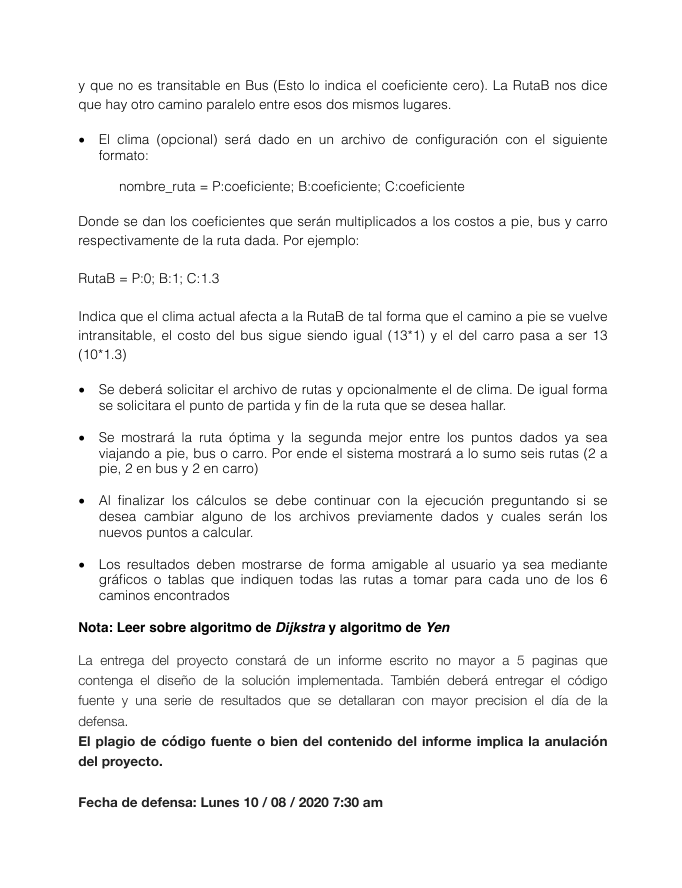 y que no es transitable en Bus (Esto lo indica el coeficiente cero). La RutaB nos dice
que hay otro camino paralelo entre esos dos mismos lugares.
• El clima (opcional) será dado en un archivo de configuración con el siguiente
formato:
nombre_ruta = P:coeficiente; B:coeficiente; C:coeficiente
Donde se dan los coeficientes que serán multiplicados a los costos a pie, bus y carro
respectivamente de la ruta dada. Por ejemplo:
RutaB = P:0; B:1; C:1.3
Indica que el clima actual afecta a la RutaB de tal forma que el camino a pie se vuelve
intransitable, el costo del bus sigue siendo igual (13*1) y el del carro pasa a ser 13
(10*1.3)
• Se deberá solicitar el archivo de rutas y opcionalmente el de clima. De igual forma
se solicitara el punto de partida y fin de la ruta que se desea hallar.
• Se mostrará la ruta óptima y la segunda mejor entre los puntos dados ya sea
viajando a pie, bus o carro. Por ende el sistema mostrará a lo sumo seis rutas (2 a
pie, 2 en bus y 2 en carro)
• Al finalizar los cálculos se debe continuar con la ejecución preguntando si se
desea cambiar alguno de los archivos previamente dados y cuales serán los
nuevos puntos a calcular.
• Los resultados deben mostrarse de forma amigable al usuario ya sea mediante
gráficos o tablas que indiquen todas las rutas a tomar para cada uno de los 6
caminos encontrados
Nota: Leer sobre algoritmo de Dijkstra y algoritmo de Yen
La entrega del proyecto constará de un informe escrito no mayor a 5 paginas que
contenga el diseño de la solución implementada. También deberá entregar el código
fuente y una serie de resultados que se detallaran con mayor precision el día de la
defensa.
El plagio de código fuente o bien del contenido del informe implica la anulación
del proyecto.
Fecha de defensa: Lunes 10 / 08 / 2020 7:30 am